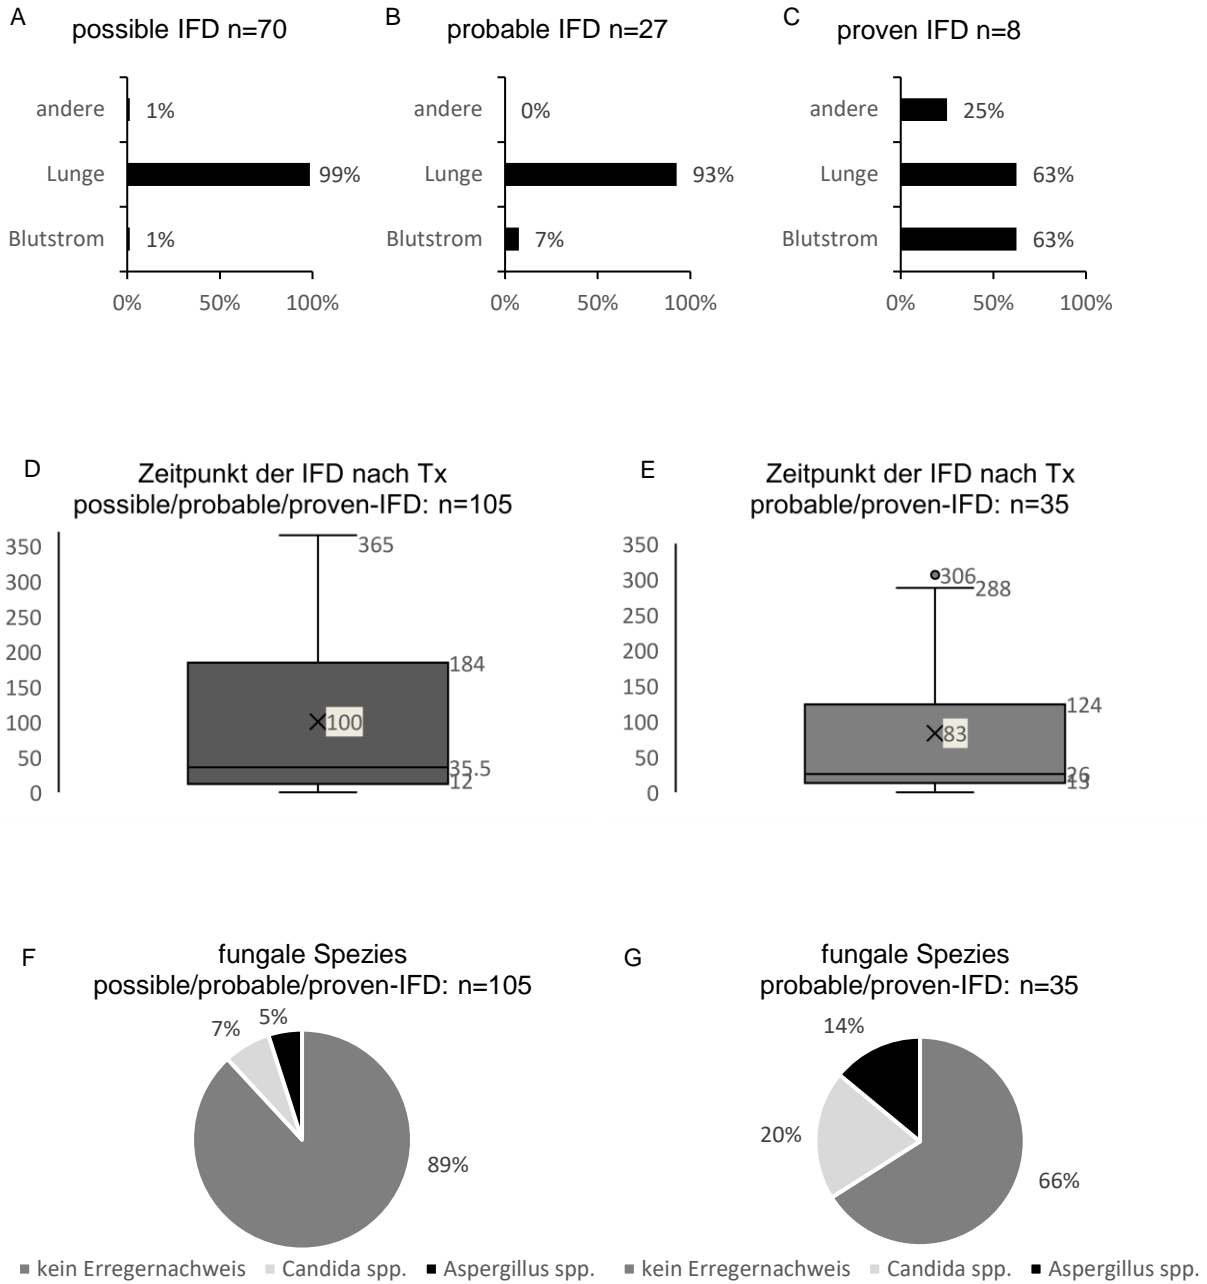 A
possible IFD n=70
andere
1%
Lunge
99%
Blutstrom
1%
0% 50% 100%
B
probable IFD n=27
andere
0%
Lunge
93%
Blutstrom
7%
0% 50% 100%
C
proven IFD n=8
andere
25%
Lunge
63%
Blutstrom
63%
0% 50% 100%
D
Zeitpunkt der IFD nach Tx
possible/probable/proven-IFD: n=105
350
300
250
200
150
100
50
0
365
184
100
35.5
12
E
Zeitpunkt der IFD nach Tx
probable/proven-IFD: n=35
350
300
250
200
150
100
50
0
306
288
124
83
26
13
F
fungale Spezies
possible/probable/proven-IFD: n=105
5%
7%
89%
kein Erregernachweis Candida spp. Aspergillus spp.
G
fungale Spezies
probable/proven-IFD: n=35
14%
20%
66%
kein Erregernachweis Candida spp. Aspergillus spp.